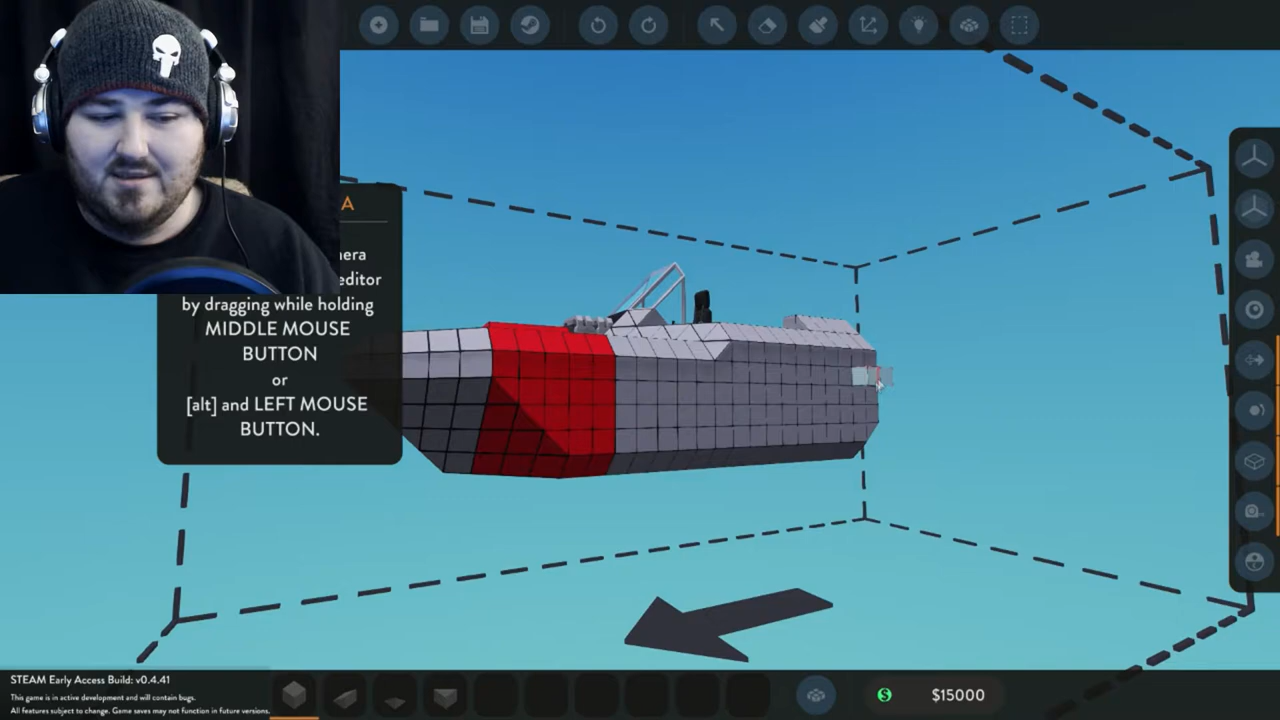 A
nera
editor
by dragging while holding
MIDDLE MOUSE
BUTTON
or
[alt] and LEFT MOUSE
BUTTON.
STEAM Early Access Build: v0.4.41
This game is in active development and will contain bugs.
All features subject to change. Game saves may not function in future versions.
$
$15000